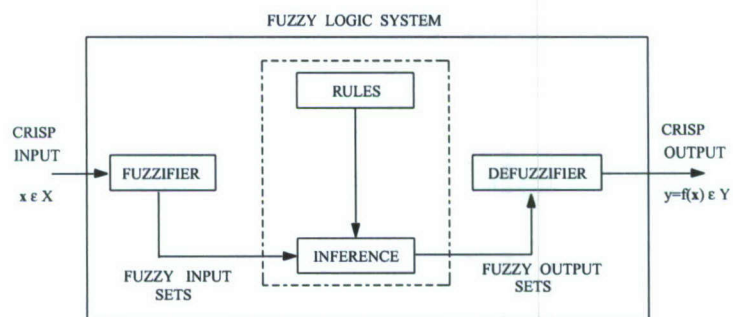 FUZZY LOGIC SYSTEM
RULES
CRISP
INPUT
x ε X
FUZZIFIER
DEFUZZIFIER
CRISP
OUTPUT
y=f(x) ε Y
INFERENCE
FUZZY INPUT
SETS
FUZZY OUTPUT
SETS